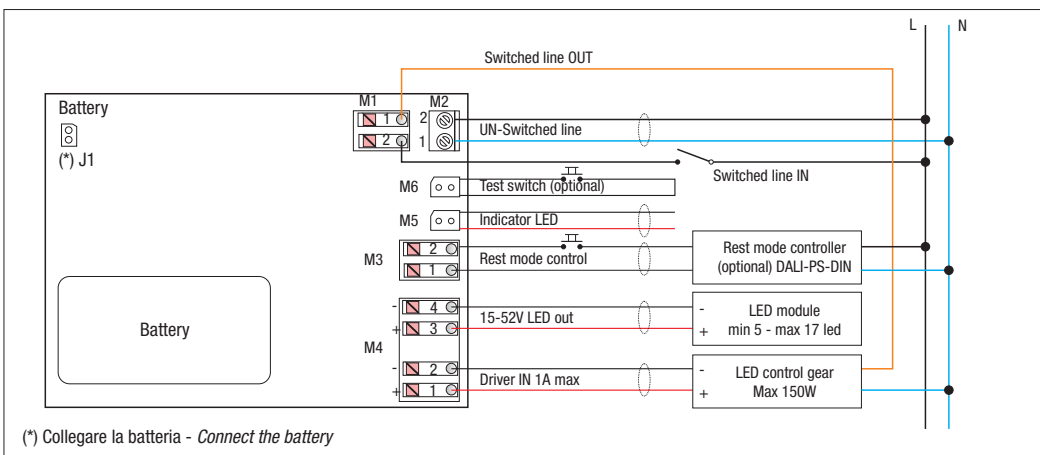 L N
Switched line OUT
Battery
(*) J1
M1 M2
1 2
2 1
UN-Switched line
Switched line IN
M6 Test switch (optional)
M5 Indicator LED
M3
2
1
Rest mode control
Rest mode controller
(optional) DALI-PS-DIN
Battery
M4
- 4
+ 3
15-52V LED out
- LED module
+ min 5 - max 17 led
- 2
+ 1
Driver IN 1A max
- LED control gear
+ Max 150W
(*) Collegare la batteria - Connect the battery